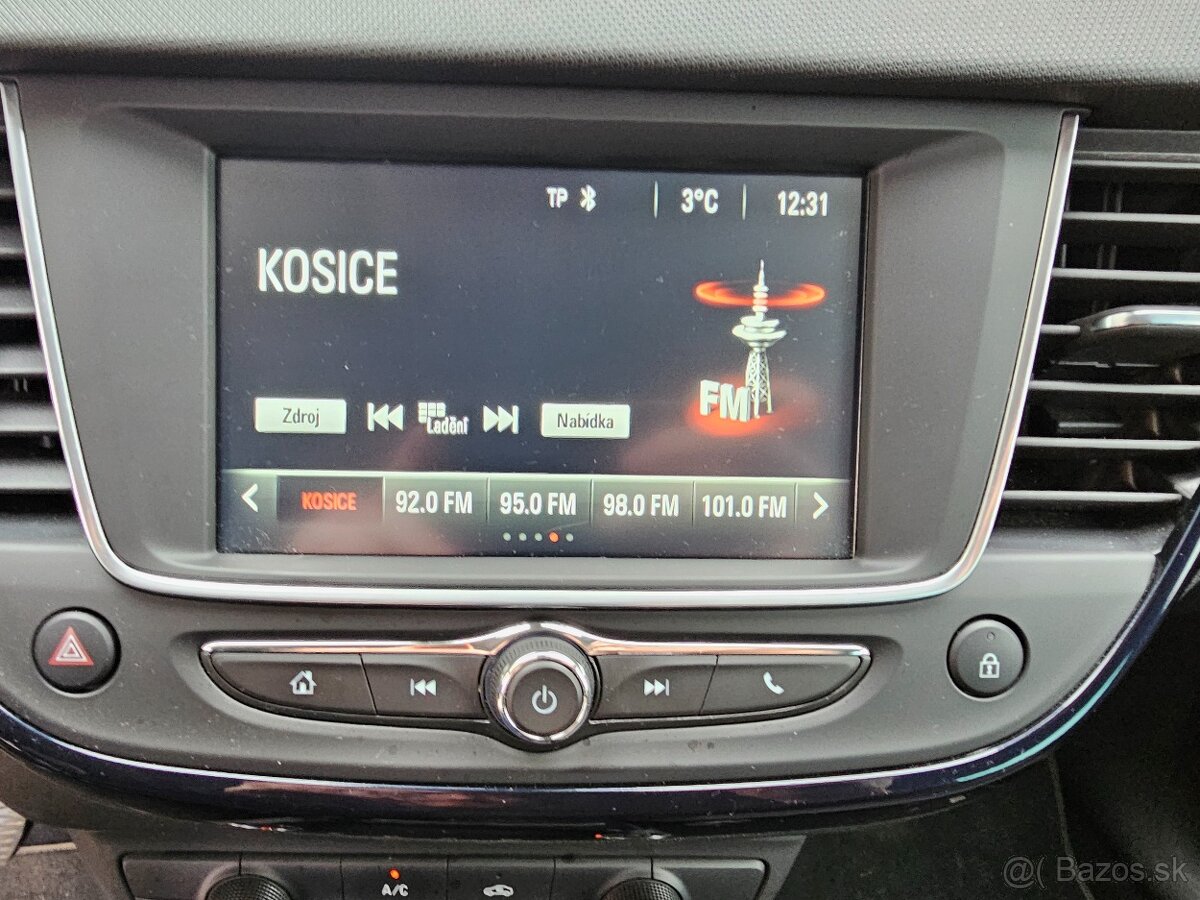 TP 3°C 12:31
KOSICE
FM
Zdroj Ladění Nabídka
KOSICE 92.0 FM 95.0 FM 98.0 FM 101.0 FM
A/C
@( Bazos.sk